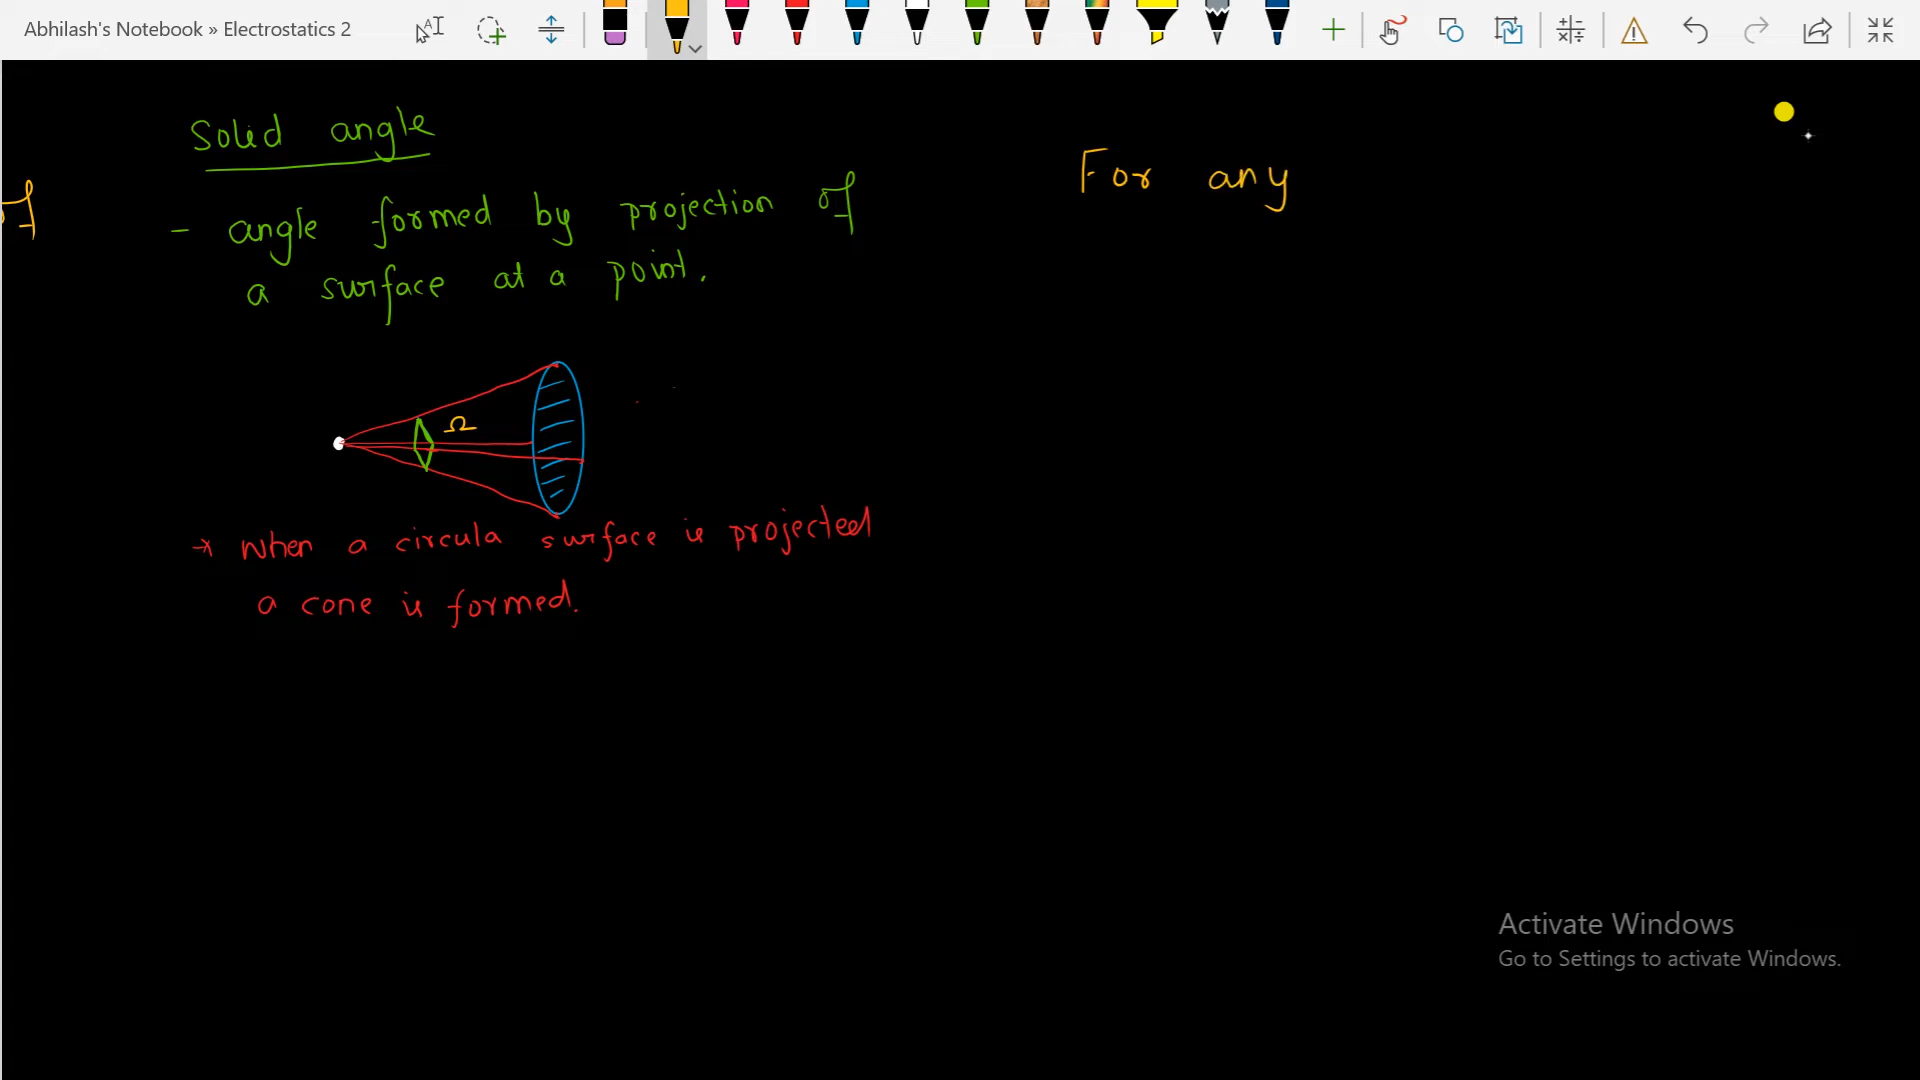 Abhilash's Notebook » Electrostatics 2
Solid angle
of
- angle formed by projection of
a surface at a point.
Ω
* When a circula surface is projected
a cone is formed.
For any
Activate Windows
Go to Settings to activate Windows.